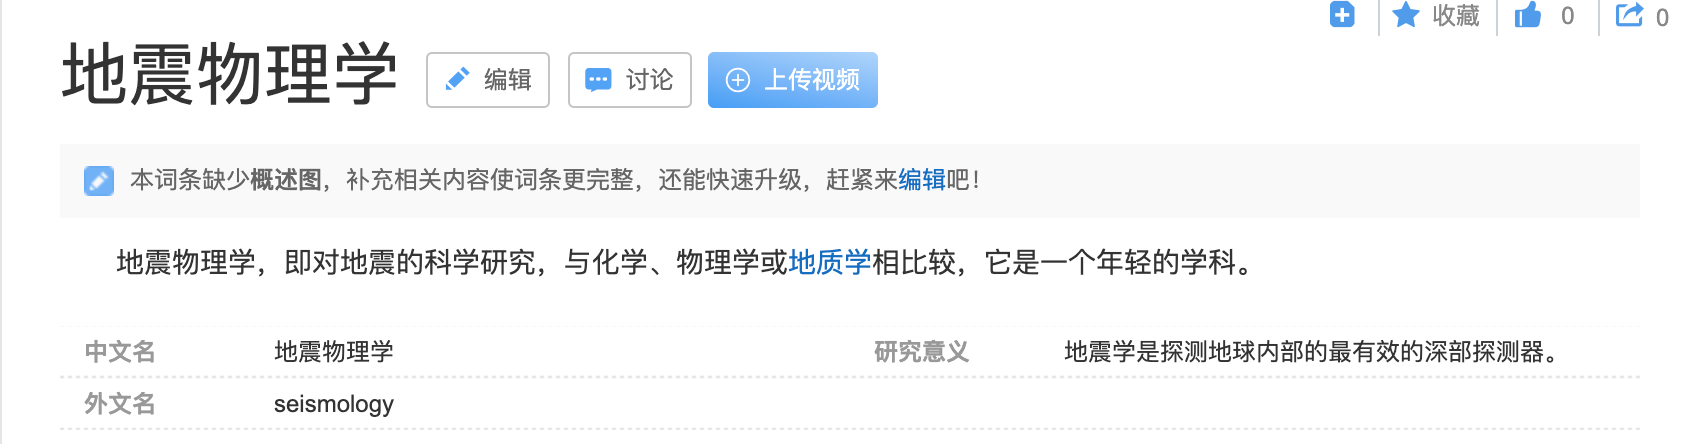 收藏 0 0
地震物理学 编辑 讨论 上传视频
本词条缺少概述图，补充相关内容使词条更完整，还能快速升级，赶紧来编辑吧！
地震物理学，即对地震的科学研究，与化学、物理学或地质学相比较，它是一个年轻的学科。
中文名 地震物理学 研究意义 地震学是探测地球内部的最有效的深部探测器。
外文名 seismology